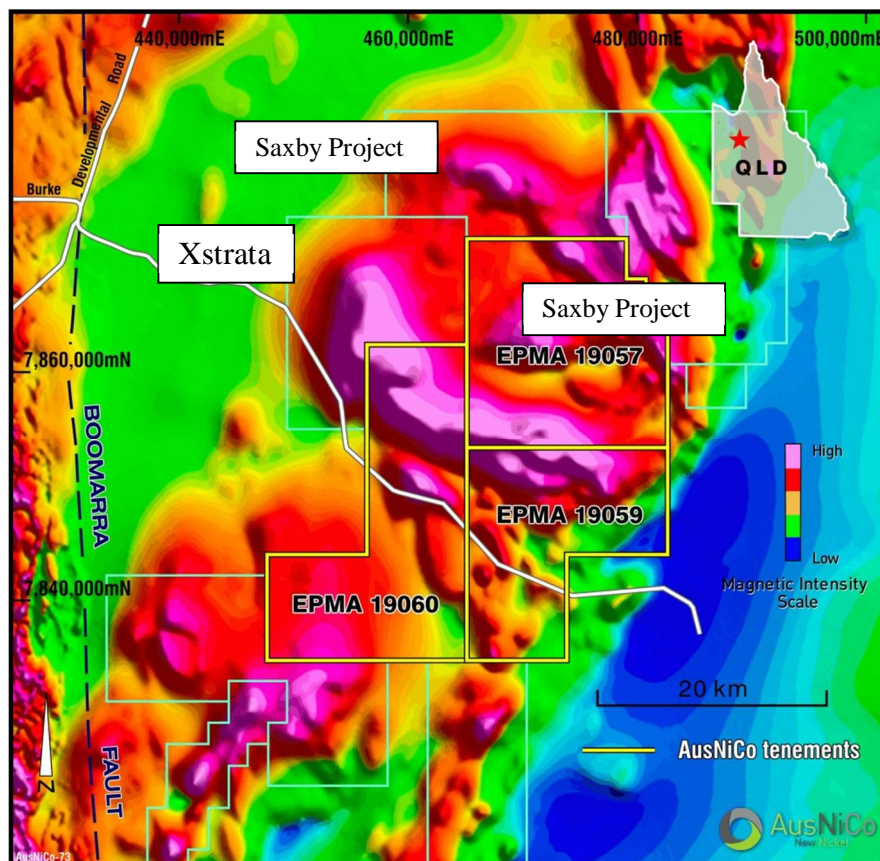 440,000mE
460,000mE
480,000mE
500,000mE
Burke
Developmental
Road
Saxby Project
QLD
Xstrata
Saxby Project
7,860,000mN
EPMA 19057
BOOMARRA
High
EPMA 19059
Low
Magnetic Intensity
Scale
7,840,000mN
EPMA 19060
20 km
AusNiCo tenements
FAULT
N
AusNiCo
New Nickel
AusNiCo-73